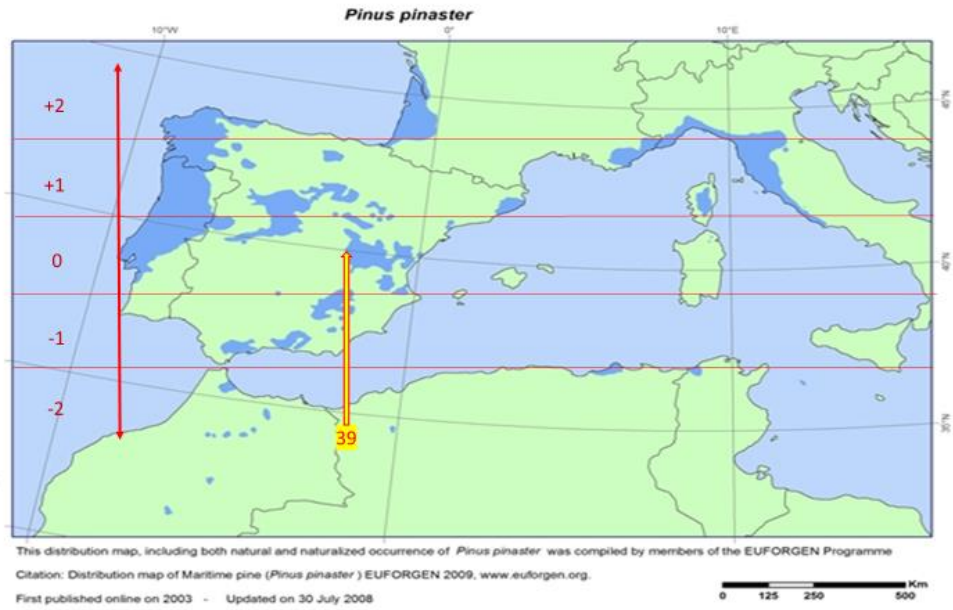 Pinus pinaster
10°W 0° 10°E
+2
45°N
+1
0
40°N
-1
-2
35°N
39
This distribution map, including both natural and naturalized occurrence of Pinus pinaster was compiled by members of the EUFORGEN Programme
Citation: Distribution map of Maritime pine (Pinus pinaster ) EUFORGEN 2009, www.euforgen.org.
First published online on 2003 - Updated on 30 July 2008
Km
0 125 250 500